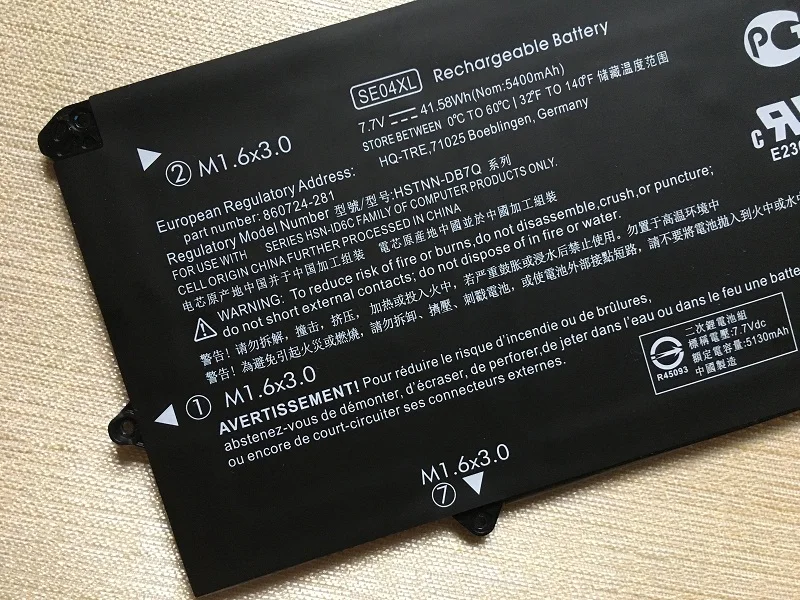 SE04XL Rechargeable Battery
7.7V 41.58Wh(Nom:5400mAh)
STORE BETWEEN 0°C TO 60°C | 32°F TO 140°F 储藏温度范围
HQ-TRE,71025 Boeblingen, Germany
② M1.6x3.0
European Regulatory Address:
part number: 860724-281
Regulatory Model Number 型號/型号:HSTNN-DB7Q 系列
FOR USE WITH SERIES HSN-ID6C FAMILY OF COMPUTER PRODUCTS ONLY.
CELL ORIGIN CHINA FURTHER PROCESSED IN CHINA
电芯原产地中国并于中国加工组装 電芯原産地中國並於中國加工組裝
WARNING: To reduce risk of fire or burns,do not disassemble,crush,or puncture;
do not short external contacts; do not dispose of in fire or water.
警告! 请勿拆解，撞击，挤压，加热或投入火中，若严重鼓胀或浸水后禁止使用。勿置于高温环境中
警告! 為避免引起火災或燃燒，請勿拆卸、擠壓、刺戳電池，或使電池外部接點短路，請不要將電池拋入到火中或水中
① M1.6x3.0
AVERTISSEMENT! Pour réduire le risque d'incendie ou de brûlures,
abstenez-vous de démonter, d'écraser, de perforer,de jeter dans l'eau ou dans le feu une batterie
ou encore de court-circuiter ses connecteurs externes.
M1.6x3.0
⑦
PC
c
E23
R45093
二次鋰電池組
標稱電壓:7.7Vdc
額定電容量:5130mAh
中國製造